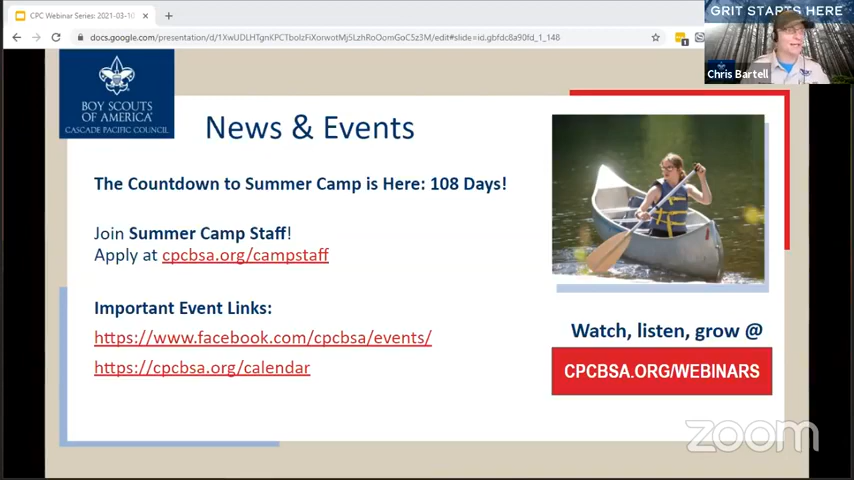 CPC Webinar Series: 2021-03-10
docs.google.com/presentation/d/1XwUDLHTgnKPCTbolzFiXorwotMj5LzhRoOomGoC5z3M/edit#slide=id.gbfdc8a90fd_1_148
GRIT STARTS HERE
Chris Bartell
BOY SCOUTS
OF AMERICA
CASCADE PACIFIC COUNCIL
News & Events
The Countdown to Summer Camp is Here: 108 Days!
Join Summer Camp Staff!
Apply at cpcbsa.org/campstaff
Important Event Links:
https://www.facebook.com/cpcbsa/events/
https://cpcbsa.org/calendar
Watch, listen, grow @
CPCBSA.ORG/WEBINARS
zoom